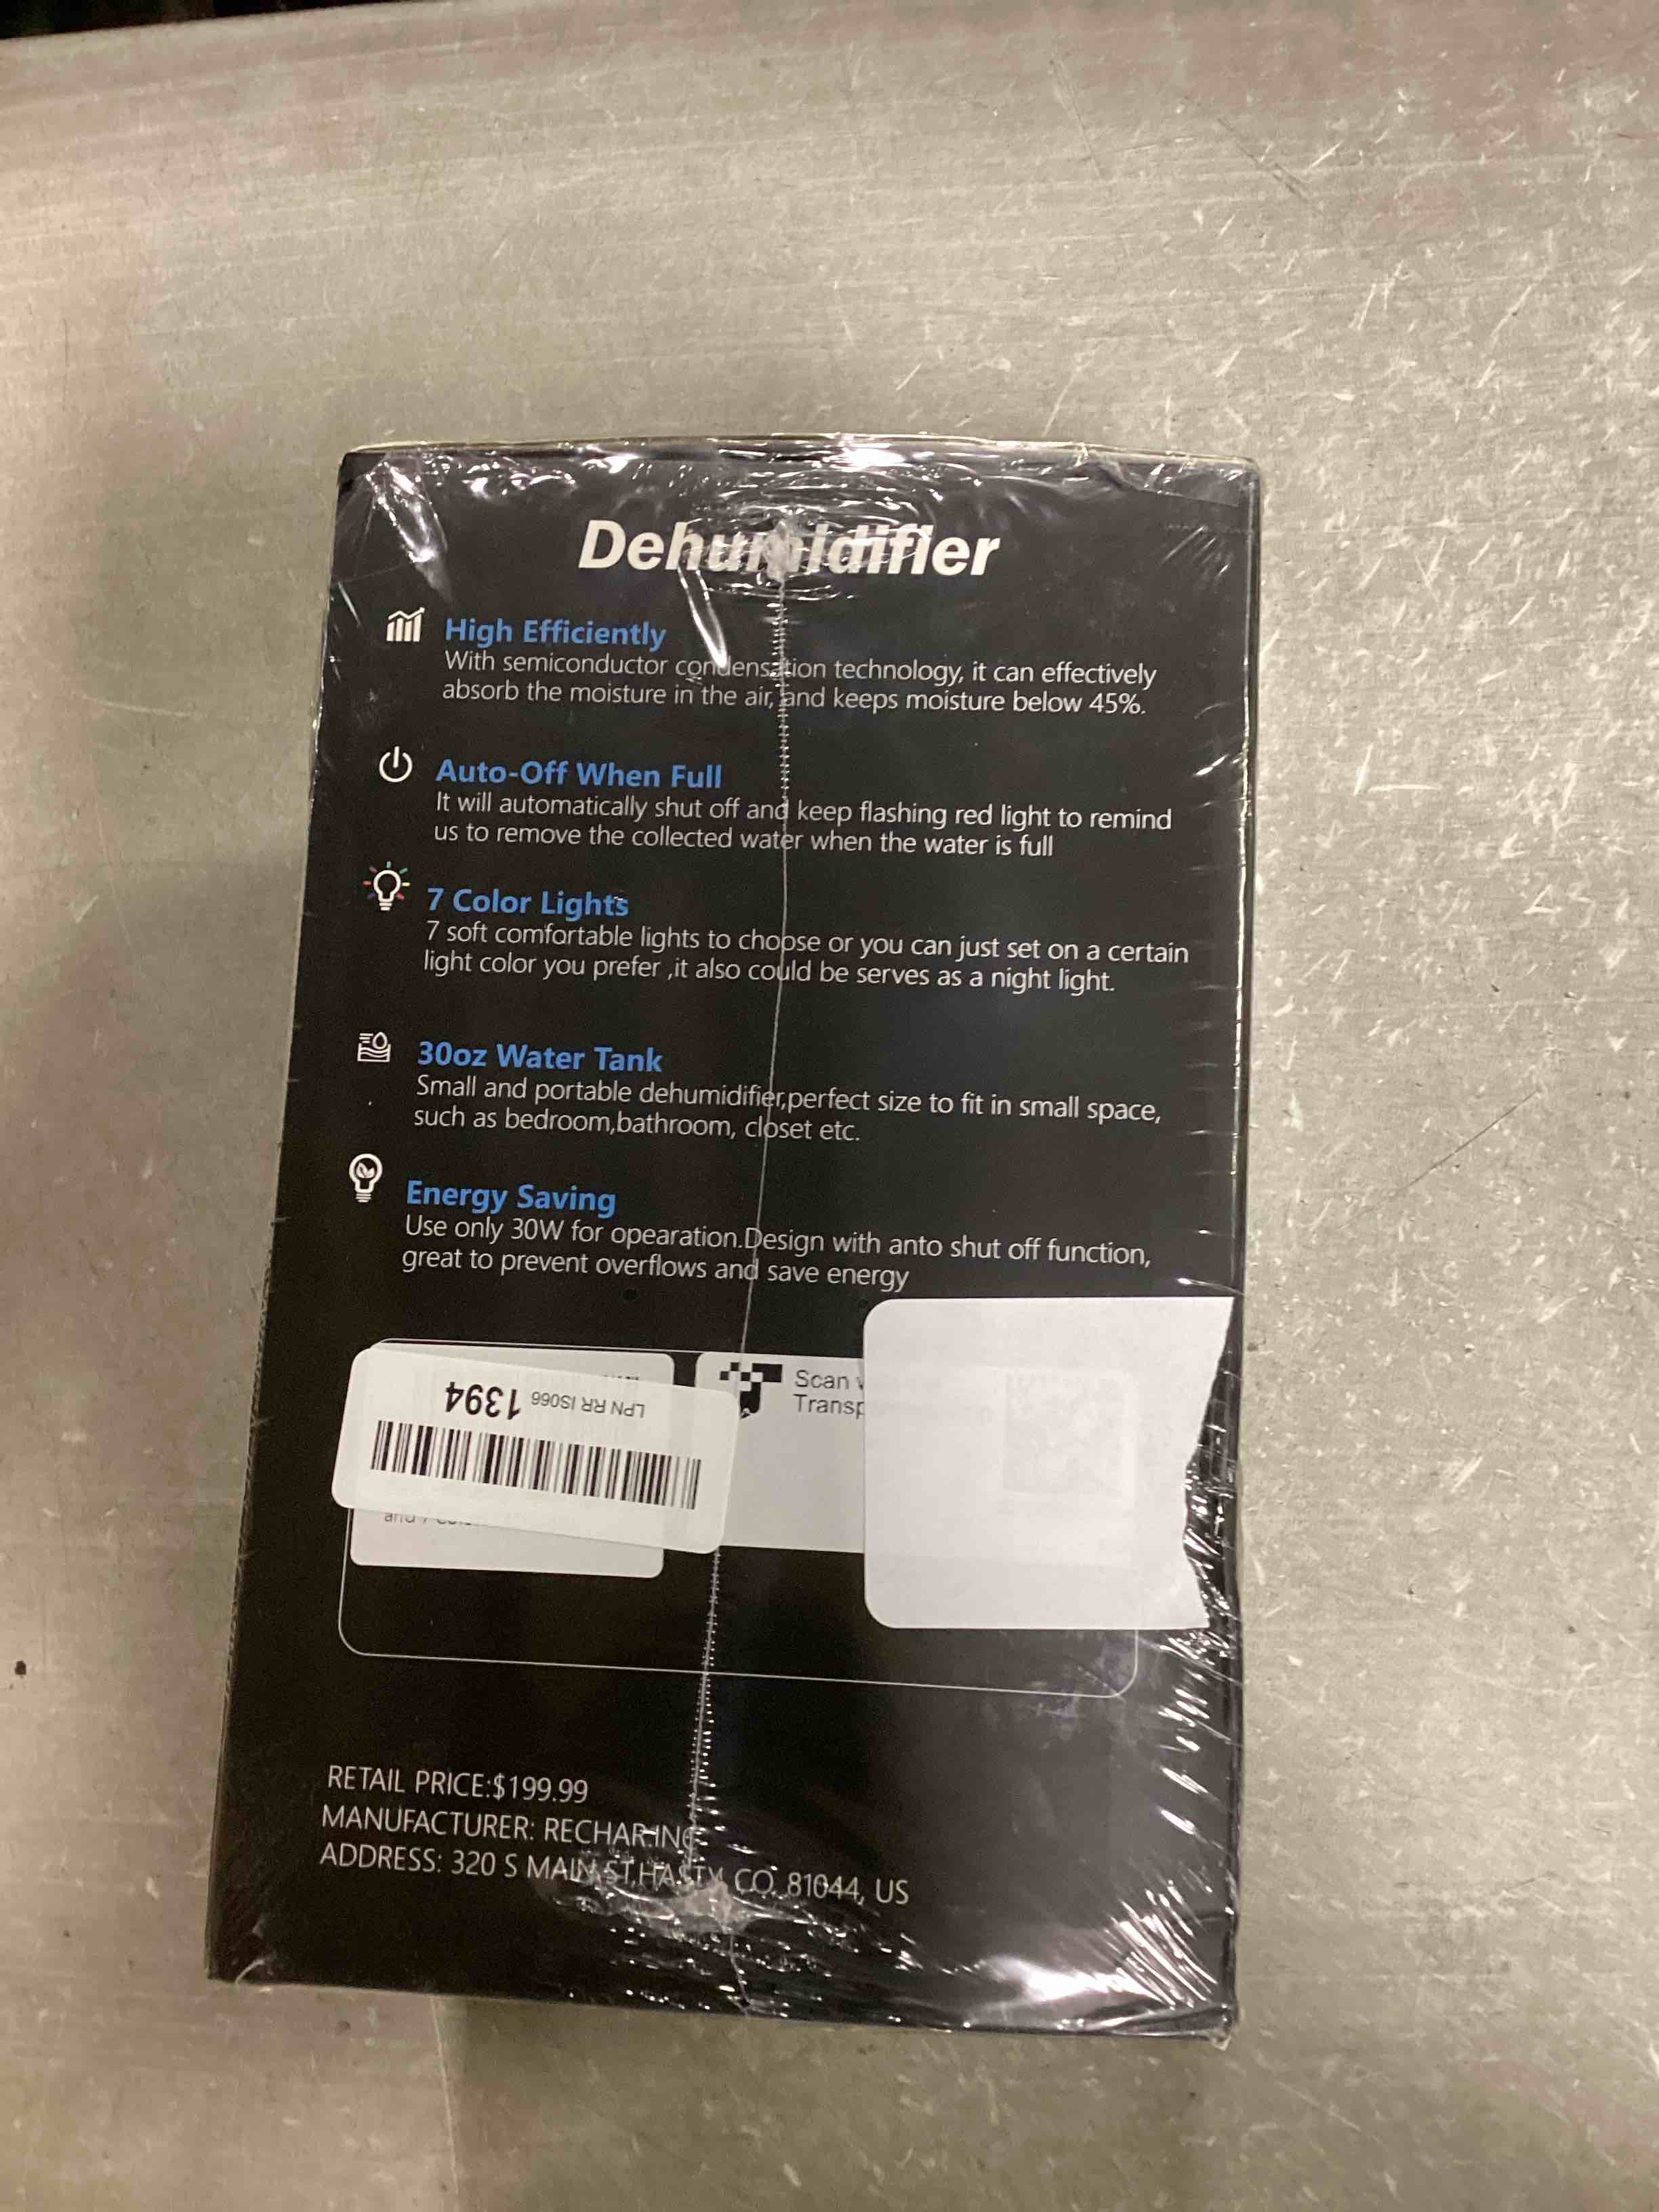 Dehumidifier
High Efficiently
With semiconductor condensation technology, it can effectively
absorb the moisture in the air, and keeps moisture below 45%.
Auto-Off When Full
It will automatically shut off and keep flashing red light to remind
us to remove the collected water when the water is full
7 Color Lights
7 soft comfortable lights to choose or you can just set on a certain
light color you prefer ,it also could be serves as a night light.
30oz Water Tank
Small and portable dehumidifier,perfect size to fit in small space,
such as bedroom,bathroom, closet etc.
Energy Saving
Use only 30W for opearation.Design with anto shut off function,
great to prevent overflows and save energy
Scan
Transp
LPN RR IS066 1394
and 7
RETAIL PRICE:$199.99
MANUFACTURER: RECHAR INC
ADDRESS: 320 S MAIN ST,HASTY, CO, 81044, US